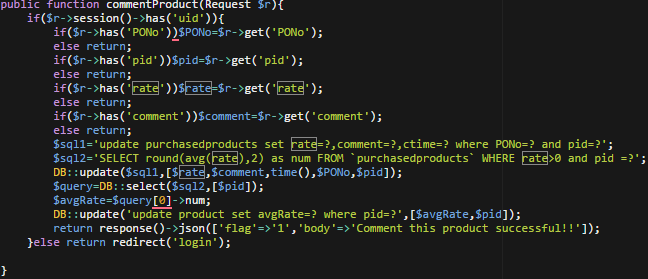 public function commentProduct(Request $r){
if($r->session()->has('uid')){
if($r->has('PONo'))$PONo=$r->get('PONo');
else return;
if($r->has('pid'))$pid=$r->get('pid');
else return;
if($r->has('rate'))$rate=$r->get('rate');
else return;
if($r->has('comment'))$comment=$r->get('comment');
else return;
$sql1='update purchasedproducts set rate=?,comment=?,ctime=? where PONo=? and pid=?';
$sql2='SELECT round(avg(rate),2) as num FROM `purchasedproducts` WHERE rate>0 and pid =?';
DB::update($sql1,[$rate,$comment,time(),$PONo,$pid]);
$query=DB::select($sql2,[$pid]);
$avgRate=$query[0]->num;
DB::update('update product set avgRate=? where pid=?',[$avgRate,$pid]);
return response()->json(['flag'=>'1','body'=>'Comment this product successful!!']);
}else return redirect('login');
}